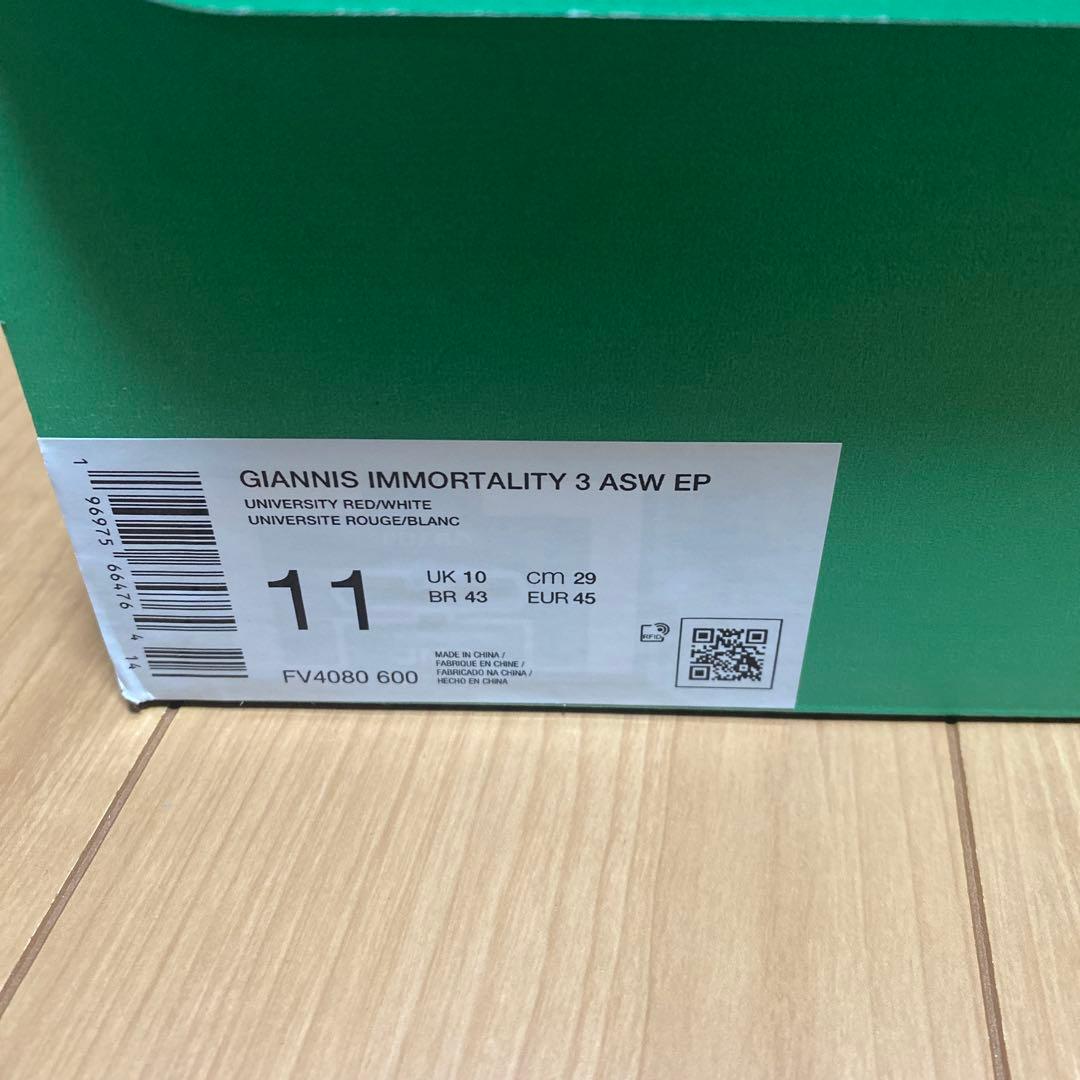 GIANNIS IMMORTALITY 3 ASW EP
UNIVERSITY RED/WHITE
UNIVERSITE ROUGE/BLANC
11
UK 10 cm 29
BR 43 EUR 45
RFID
FV4080 600
MADE IN CHINA /
FABRIQUE EN CHINE /
FABRICADO NA CHINA /
HECHO EN CHINA
1 96975 66476 4 14